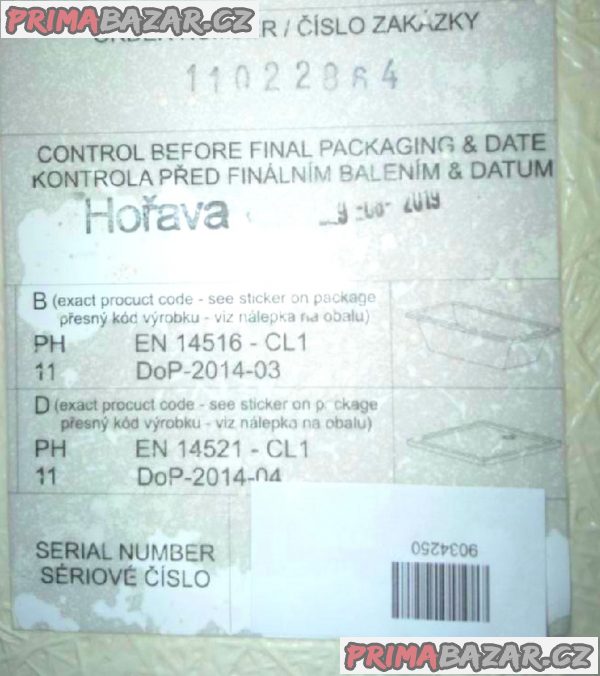 PRIMABAZAR.CZ
ORDER NUMBER / ČÍSLO ZAKÁZKY
11022864
CONTROL BEFORE FINAL PACKAGING & DATE
KONTROLA PŘED FINÁLNÍM BALENÍM & DATUM
Hořava 2019
B (exact procuct code - see sticker on package
přesný kód výrobku - viz nálepka na obalu)
PH EN 14516 - CL1
11 DoP-2014-03
D (exact procuct code - see sticker on package
přesný kód výrobku - viz nálepka na obalu)
PH EN 14521 - CL1
11 DoP-2014-04
SERIAL NUMBER
SÉRIOVÉ ČÍSLO
9034250
PRIMABAZAR.CZ